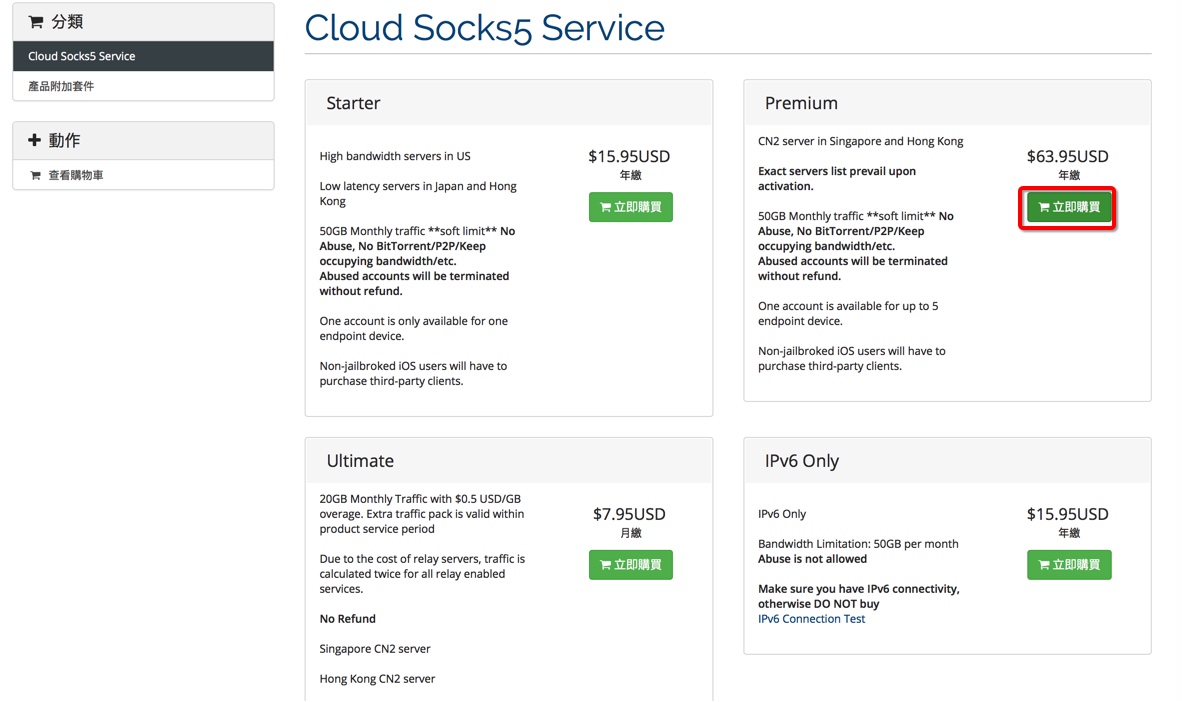 分類
Cloud Socks5 Service
產品附加套件
動作
查看購物車
Cloud Socks5 Service
Starter
High bandwidth servers in US
Low latency servers in Japan and Hong
Kong
50GB Monthly traffic **soft limit** No
Abuse, No BitTorrent/P2P/Keep
occupying bandwidth/etc.
Abused accounts will be terminated
without refund.
One account is only available for one
endpoint device.
Non-jailbroked iOS users will have to
purchase third-party clients.
$15.95USD
年繳
立即購買
Premium
CN2 server in Singapore and Hong Kong
Exact servers list prevail upon
activation.
50GB Monthly traffic **soft limit** No
Abuse, No BitTorrent/P2P/Keep
occupying bandwidth/etc.
Abused accounts will be terminated
without refund.
One account is available for up to 5
endpoint device.
Non-jailbroked iOS users will have to
purchase third-party clients.
$63.95USD
年繳
立即購買
Ultimate
20GB Monthly Traffic with $0.5 USD/GB
overage. Extra traffic pack is valid within
product service period
Due to the cost of relay servers, traffic is
calculated twice for all relay enabled
services.
No Refund
Singapore CN2 server
Hong Kong CN2 server
$7.95USD
月繳
立即購買
IPv6 Only
IPv6 Only
Bandwidth Limitation: 50GB per month
Abuse is not allowed
Make sure you have IPv6 connectivity,
otherwise DO NOT buy
IPv6 Connection Test
$15.95USD
年繳
立即購買